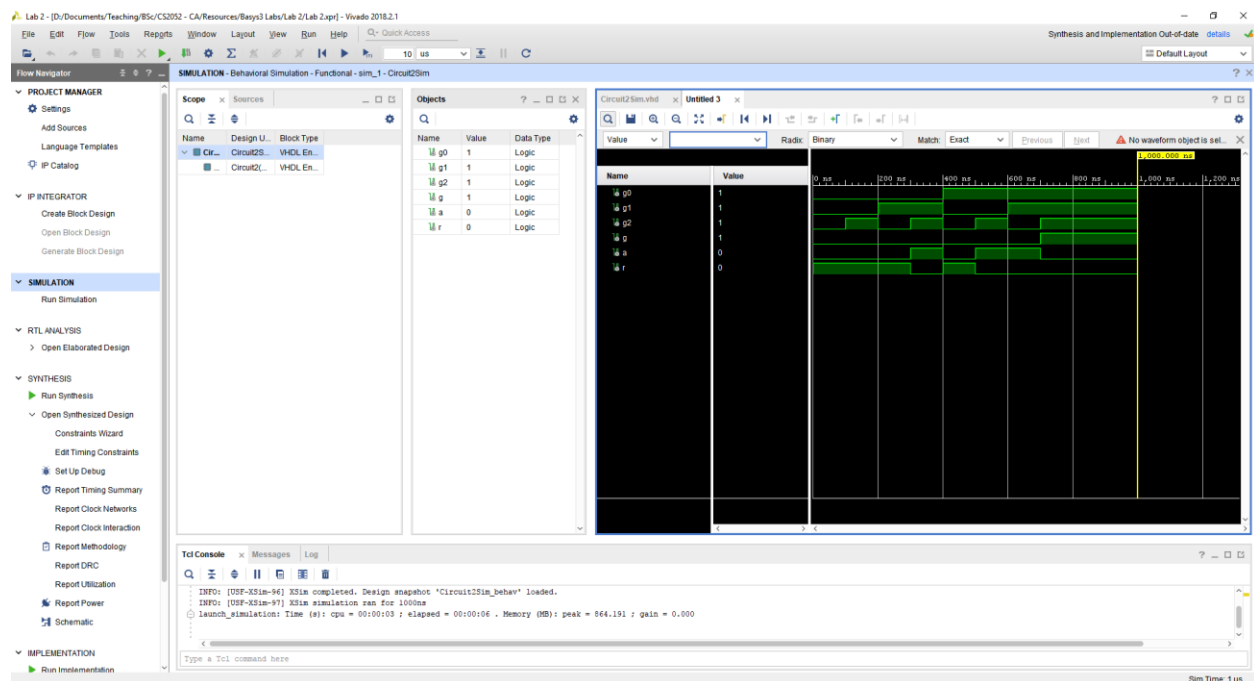 Lab 2 - [D:/Documents/Teaching/BSc/CS2052 - CA/Resources/Basys3 Labs/Lab 2/Lab 2.xpr] - Vivado 2018.2.1
File Edit Flow Tools Reports Window Layout View Run Help Q- Quick Access
Synthesis and Implementation Out-of-date details
10 us
Default Layout
Flow Navigator
SIMULATION - Behavioral Simulation - Functional - sim_1 - Circuit2Sim
PROJECT MANAGER
Settings
Add Sources
Language Templates
IP Catalog
IP INTEGRATOR
Create Block Design
Open Block Design
Generate Block Design
SIMULATION
Run Simulation
RTL ANALYSIS
Open Elaborated Design
SYNTHESIS
Run Synthesis
Open Synthesized Design
Constraints Wizard
Edit Timing Constraints
Set Up Debug
Report Timing Summary
Report Clock Networks
Report Clock Interaction
Report Methodology
Report DRC
Report Utilization
Report Power
Schematic
IMPLEMENTATION
Run Implementation
Scope Sources
Name Design U... Block Type
Cir... Circuit2S... VHDL En...
... Circuit2(... VHDL En...
Objects
Name Value Data Type
g0 1 Logic
g1 1 Logic
g2 1 Logic
g 1 Logic
a 0 Logic
r 0 Logic
Circuit2Sim.vhd Untitled 3
Value Radix: Binary Match: Exact Previous Next No waveform object is sel...
1,000.000 ns
Name Value
0 ns 200 ns 400 ns 600 ns 800 ns 1,000 ns 1,200 ns
g0 1
g1 1
g2 1
g 1
a 0
r 0
Tcl Console Messages Log
INFO: [USF-XSim-96] XSim completed. Design snapshot 'Circuit2Sim_behav' loaded.
INFO: [USF-XSim-97] XSim simulation ran for 1000ns
launch_simulation: Time (s): cpu = 00:00:03 ; elapsed = 00:00:06 . Memory (MB): peak = 864.191 ; gain = 0.000
Type a Tcl command here
Sim Time: 1 us